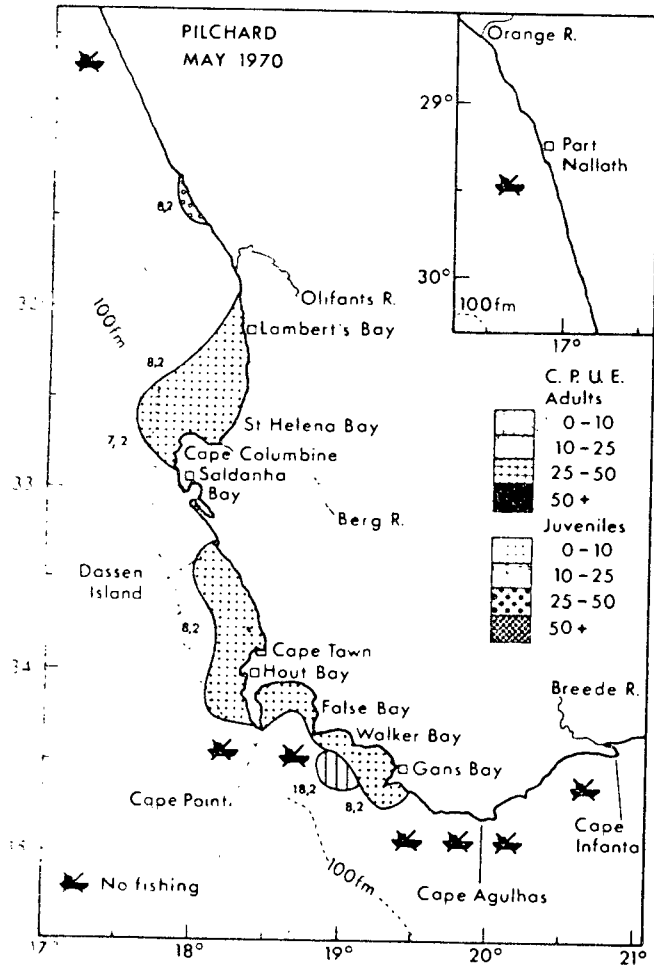 PILCHARD
MAY 1970
Orange R.
29°
Part
Nallath
30°
100fm
17°
8,2
Olifants R.
100fm
Lambert's Bay
8,2
St Helena Bay
7,2
Cape Columbine
Saldanha
Bay
33
Berg R.
C. P. U. E.
Adults
0-10
10-25
25-50
50+
Juveniles
0-10
10-25
25-50
50+
Dassen
Island
8,2
Cape Town
Hout Bay
False Bay
Walker Bay
Gans Bay
Breede R.
18,2
8,2
Cape Point.
Cape
Infanta
100fm
No fishing
Cape Agulhas
17°
18°
19°
20°
21°